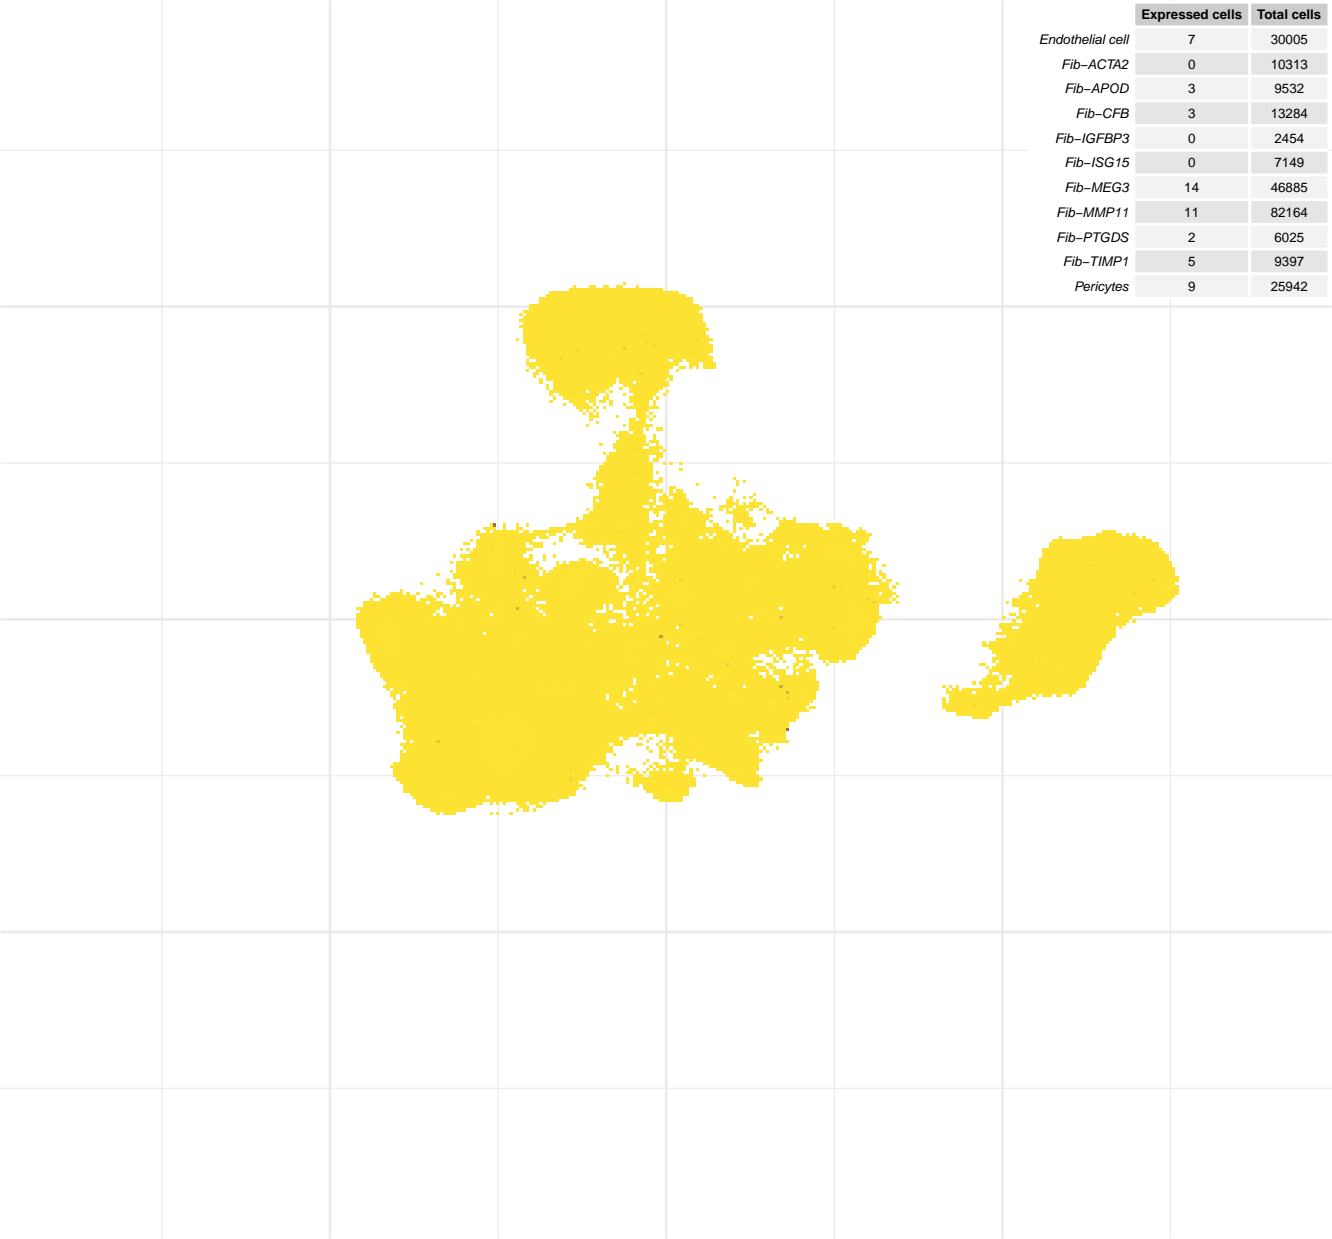 Expressed cells Total cells
Endothelial cell 7 30005
Fib−ACTA2 0 10313
Fib−APOD 3 9532
Fib−CFB 3 13284
Fib−IGFBP3 0 2454
Fib−ISG15 0 7149
Fib−MEG3 14 46885
Fib−MMP11 11 82164
Fib−PTGDS 2 6025
Fib−TIMP1 5 9397
Pericytes 9 25942